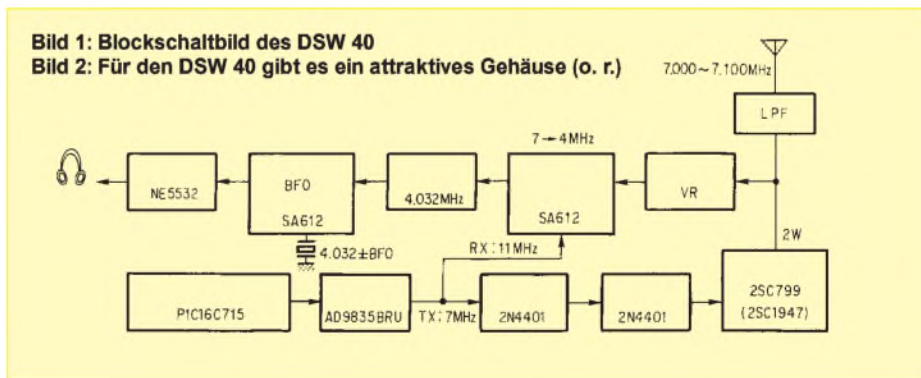 Bild 1: Blockschaltbild des DSW 40
Bild 2: Für den DSW 40 gibt es ein attraktives Gehäuse (o. r.)
7.000~7.100MHz
LPF
7→4MHz
NE5532
BFO
SA612
4.032MHz
SA612
VR
4.032±BFO
RX:11MHz
2W
P1C16C715
AD9835BRU
TX:7MHz
2N4401
2N4401
2SC799
(2SC1947)